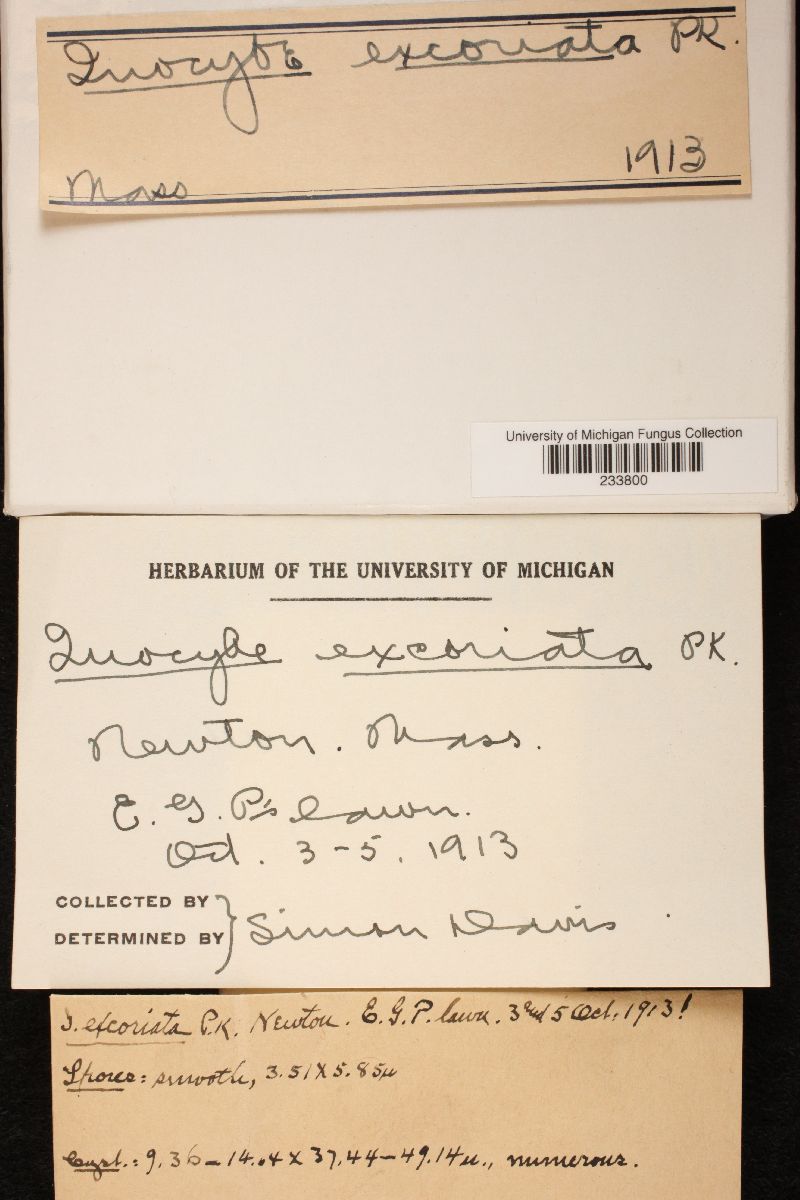 Inocybe excoriata PK.
Mass 1913
University of Michigan Fungus Collection
233800
HERBARIUM OF THE UNIVERSITY OF MICHIGAN
Inocybe excoriata PK.
Newton. Mass.
E. G. P's lawn.
Oct. 3-5, 1913
COLLECTED BY
DETERMINED BY } Simon Davis
I. excoriata P.K. Newton. E.G.P. lawn. 3 and 5 Oct. 1913!
Spores: smooth, 3.51 X 5.85µ
Cyst.: 9.36-14.04 x 37.44-49.14µ., numerous.